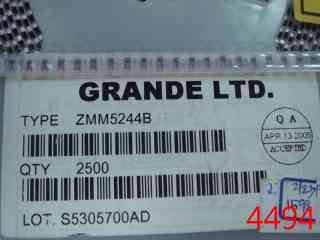 GRANDE LTD.
TYPE ZMM5244B
Q A
APR.13.2005
ACCEPTED
QTY 2500
LOT. S5305700AD
4494